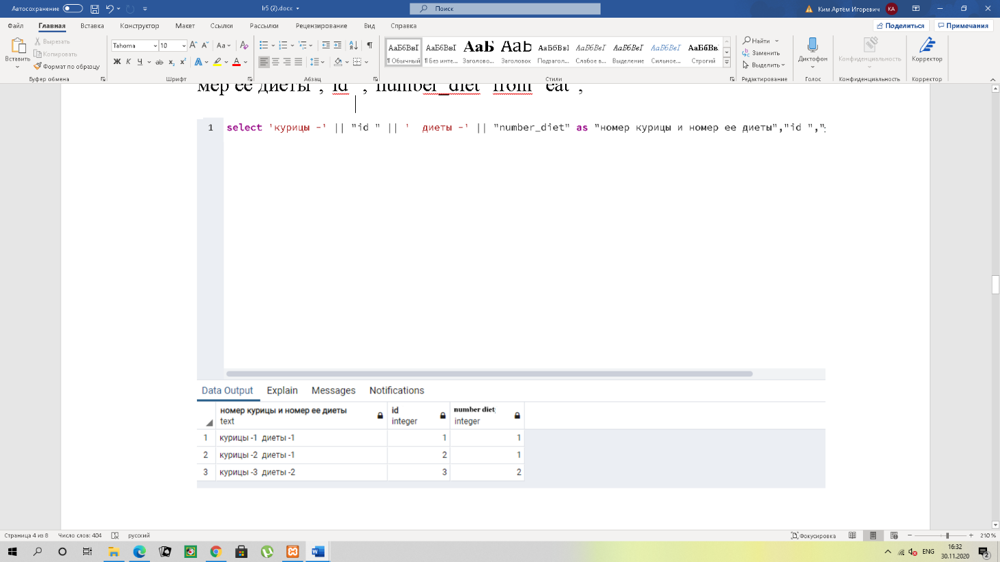 Автосохранение
lr5 (2).docx
Поиск
Ким Артём Игоревич
КА
Файл Главная Вставка Конструктор Макет Ссылки Рассылки Рецензирование Вид Справка
Поделиться Примечания
Вставить
Вырезать
Копировать
Формат по образцу
Буфер обмена
Tahoma 10
Шрифт
Абзац
АаБбВвІ АаБбВвІ АаБ АаБ АаБбВвІ АаБбВеІ АаБбВеІ АаБбВеІ АаБбВв
¶ Обычный ¶ Без инте... Заголово... Заголовок Подзагол... Слабое в... Выделение Сильное... Строгий
Стили
Найти
Заменить
Выделить
Редактирование
Диктофон
Голос
Конфиденциальность
Конфиденциальность
Корректор
Корректор
мер ее диеты", "id ", "number_diet" from "eat";
1 select 'курицы -' || "id " || '  диеты -' || "number_diet" as "номер курицы и номер ее диеты","id ","
Data Output Explain Messages Notifications
номер курицы и номер ее диеты id number diet
text integer integer
1 курицы -1 диеты -1 1 1
2 курицы -2 диеты -1 2 1
3 курицы -3 диеты -2 3 2
Страница 4 из 8 Число слов: 404 русский
Фокусировка
210 %
ENG
16:32
30.11.2020
2